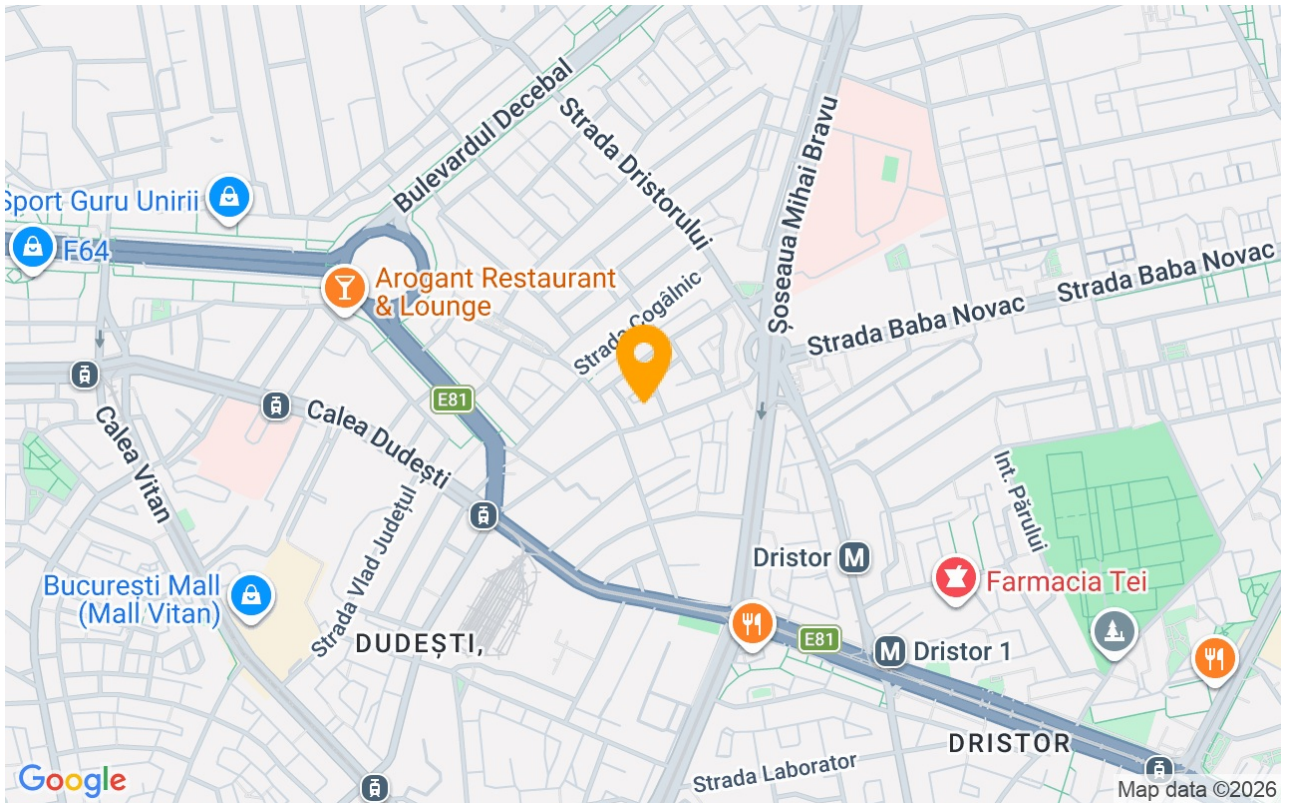 Bulevardul Decebal
Strada Dristorului
Șoseaua Mihai Bravu
Sport Guru Unirii
F64
Arogant Restaurant
& Lounge
Strada Cogâlnic
Strada Baba Novac
Strada Baba Novac
E81
Calea Dudești
Calea Vitan
Strada Vlad Județul
Int. Părului
Dristor M
Farmacia Tei
București Mall
(Mall Vitan)
DUDEȘTI,
E81
M Dristor 1
DRISTOR
Strada Laborator
Google
Map data ©2026